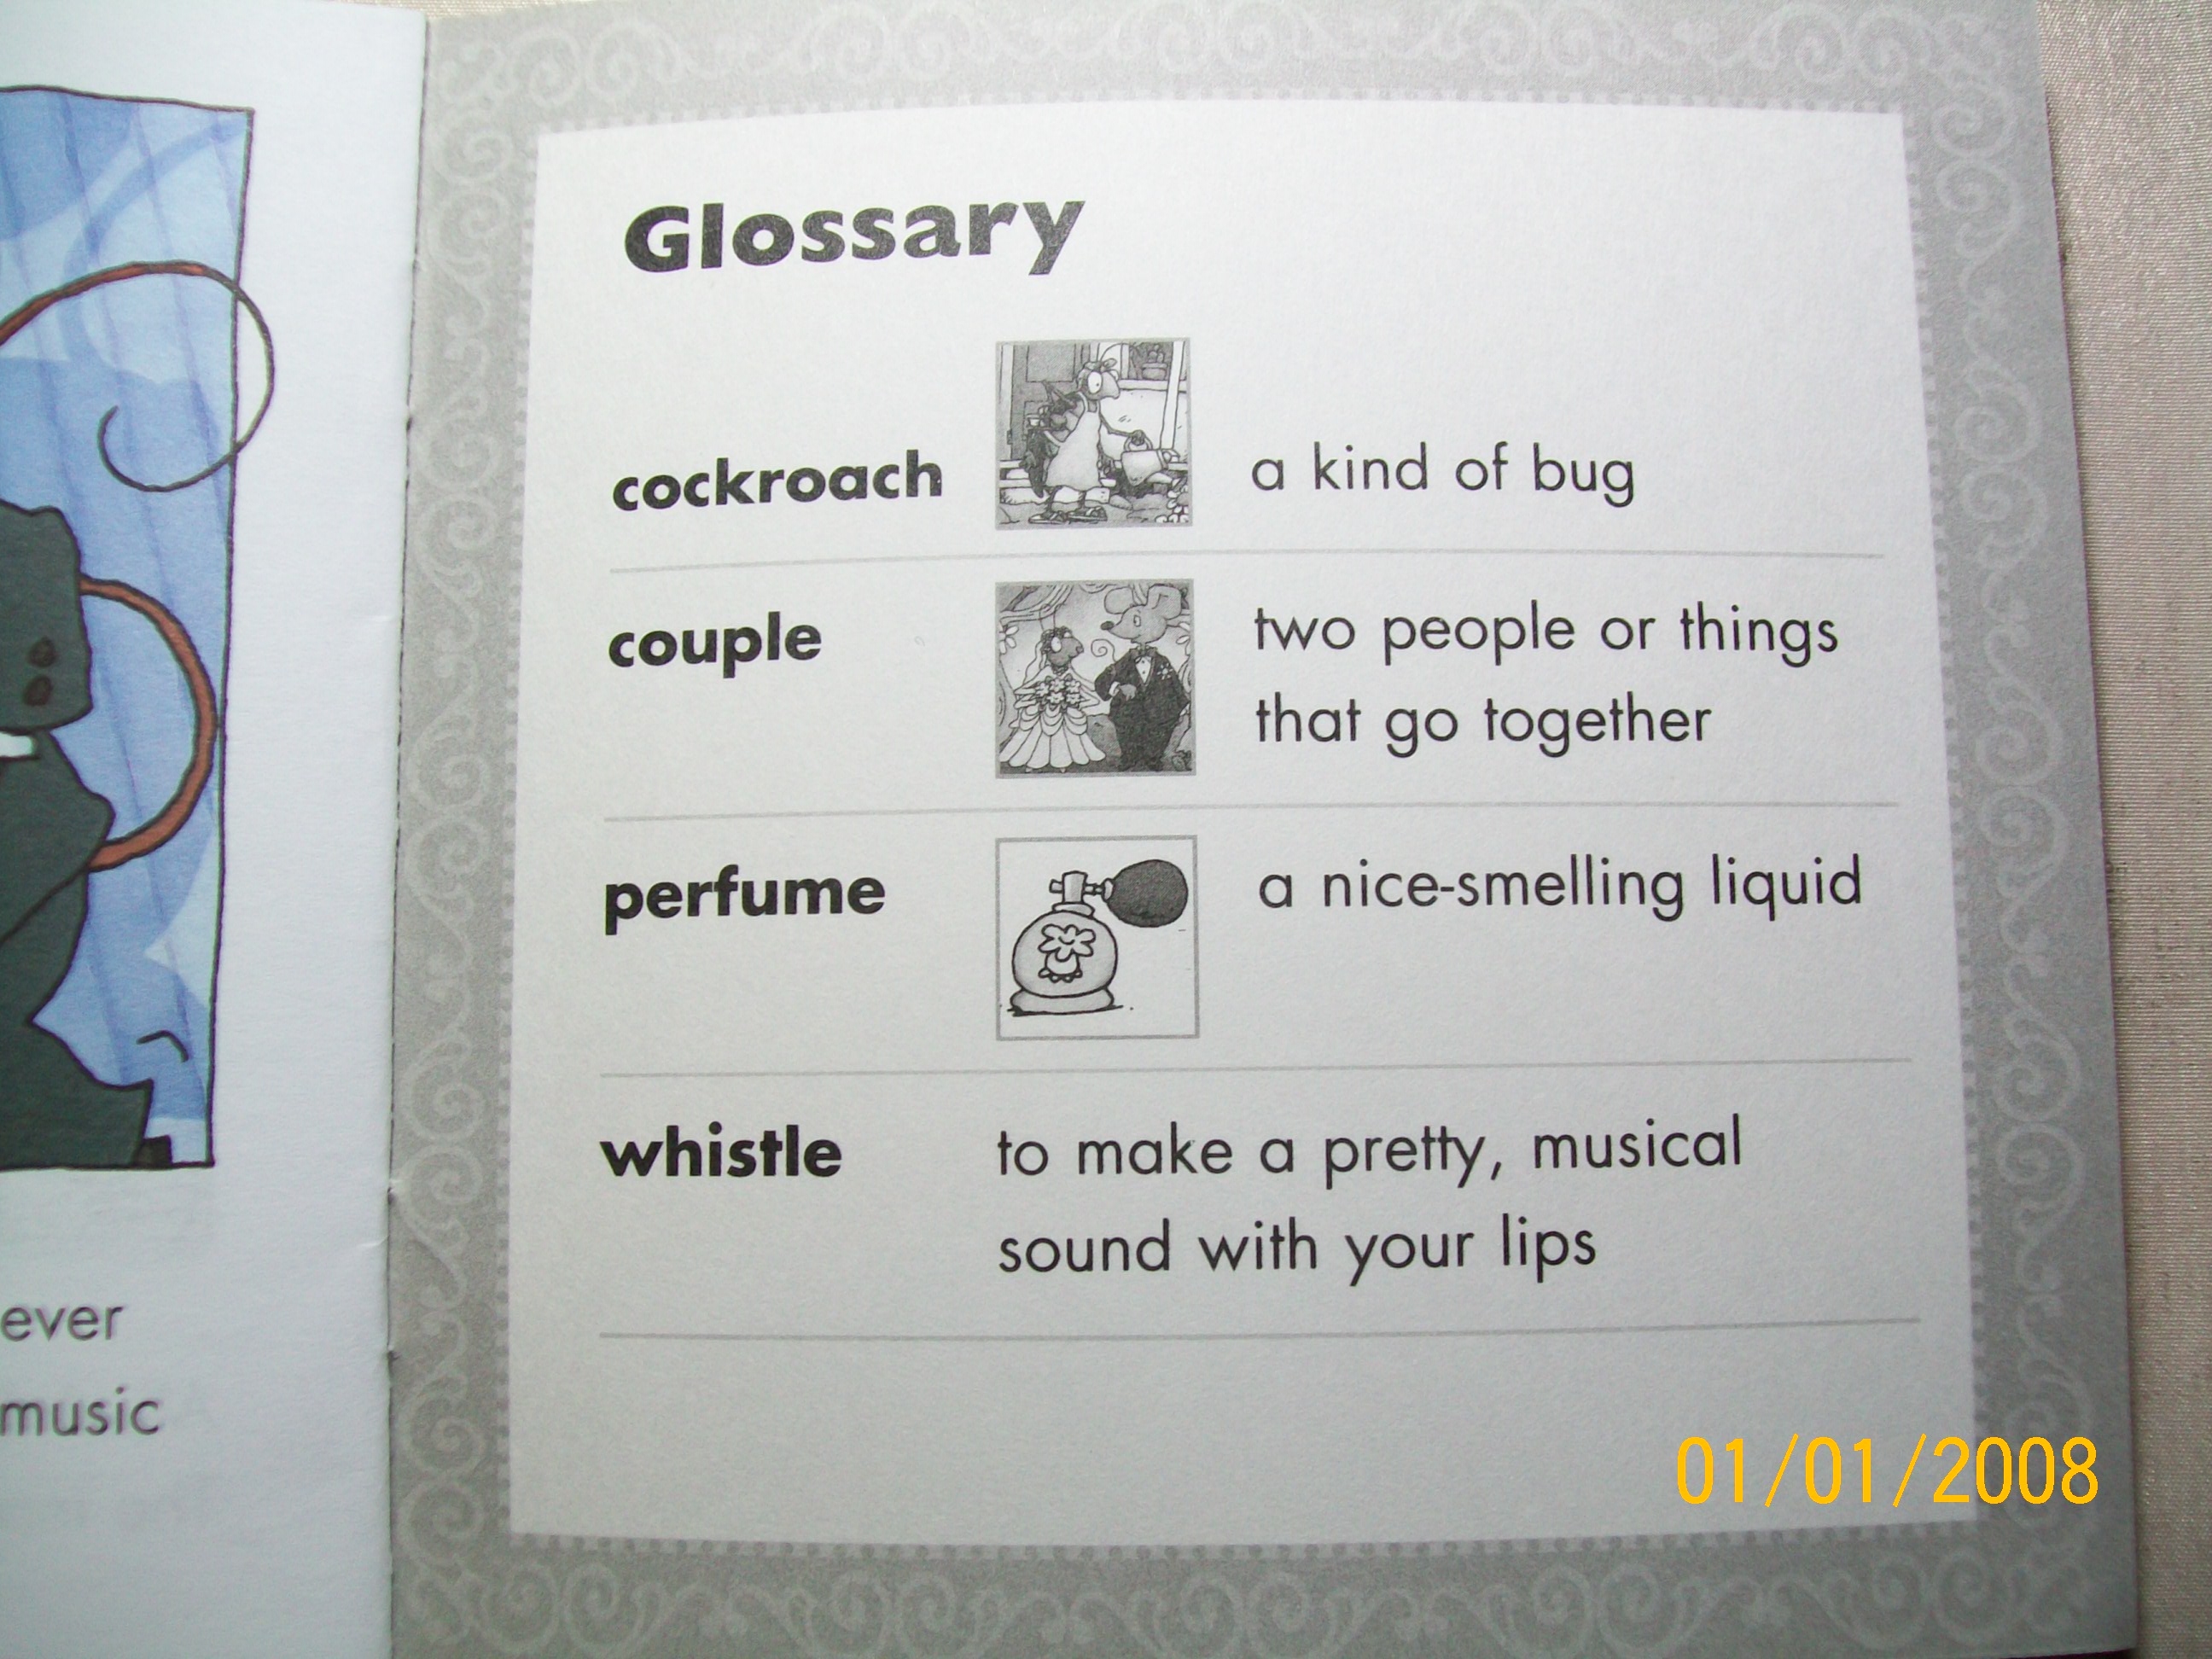 ever
music
Glossary
cockroach a kind of bug
couple two people or things
that go together
perfume a nice-smelling liquid
whistle to make a pretty, musical
sound with your lips
01/01/2008